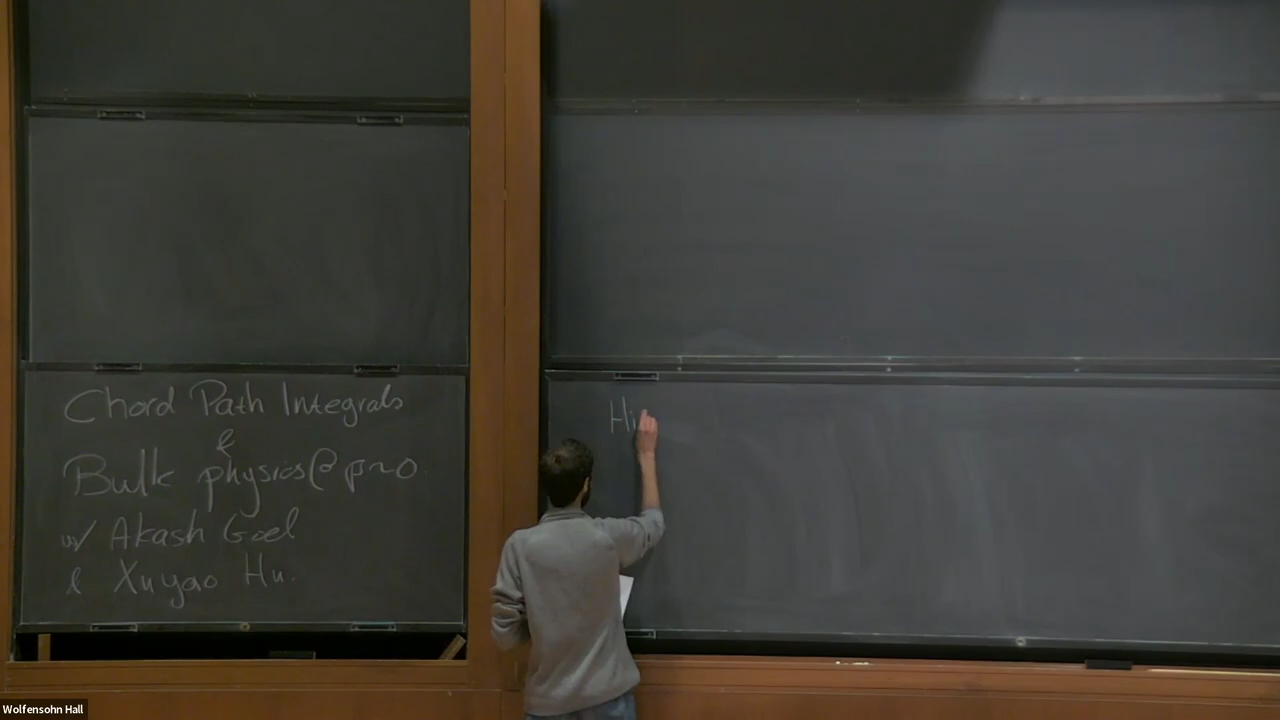 Chord Path Integrals
&
Bulk physics @ β~0
w/ Akash Goel
& Xuyao Hu.
Hi
Wolfensohn Hall